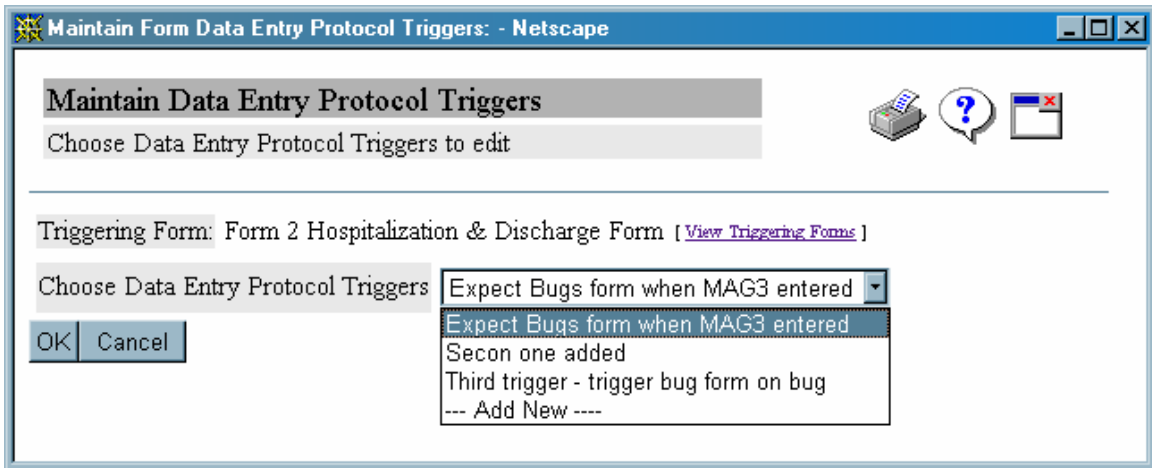 Maintain Form Data Entry Protocol Triggers: - Netscape
Maintain Data Entry Protocol Triggers
Choose Data Entry Protocol Triggers to edit
Triggering Form: Form 2 Hospitalization & Discharge Form [ View Triggering Forms ]
Choose Data Entry Protocol Triggers Expect Bugs form when MAG3 entered
Expect Bugs form when MAG3 entered
OK Cancel
Secon one added
Third trigger - trigger bug form on bug
--- Add New ----